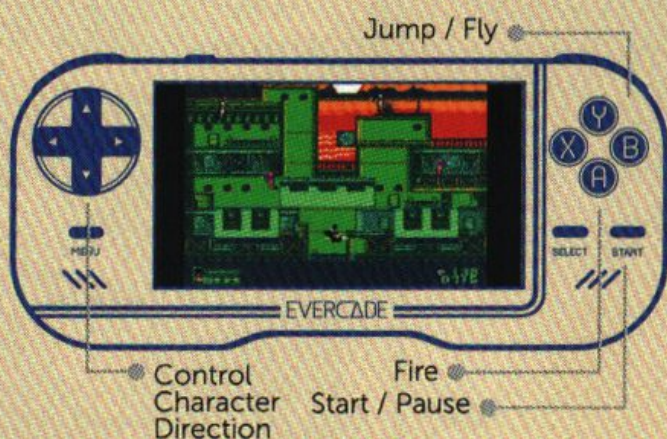 Jump / Fly
Y
X B
A
MENU
SELECT START
EVERCADE
Control
Character
Direction
Fire
Start / Pause